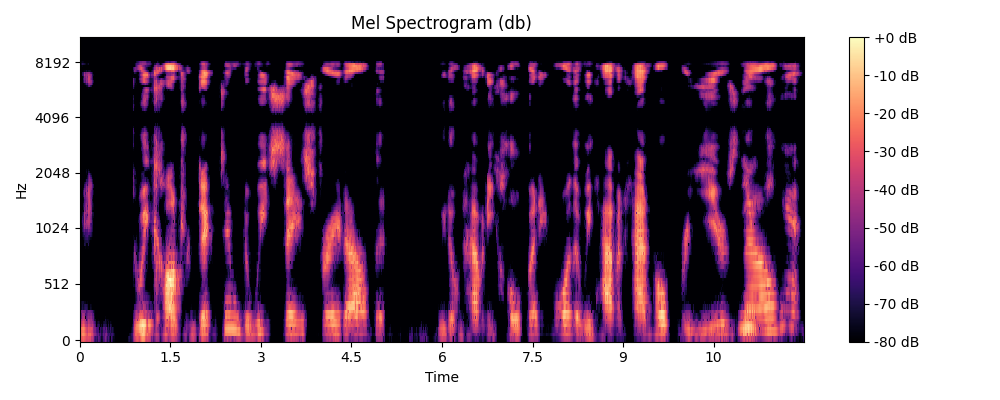 Mel Spectrogram (db)
8192
4096
2048
1024
512
0
Hz
0 1.5 3 4.5 6 7.5 9 10
Time
+0 dB
-10 dB
-20 dB
-30 dB
-40 dB
-50 dB
-60 dB
-70 dB
-80 dB